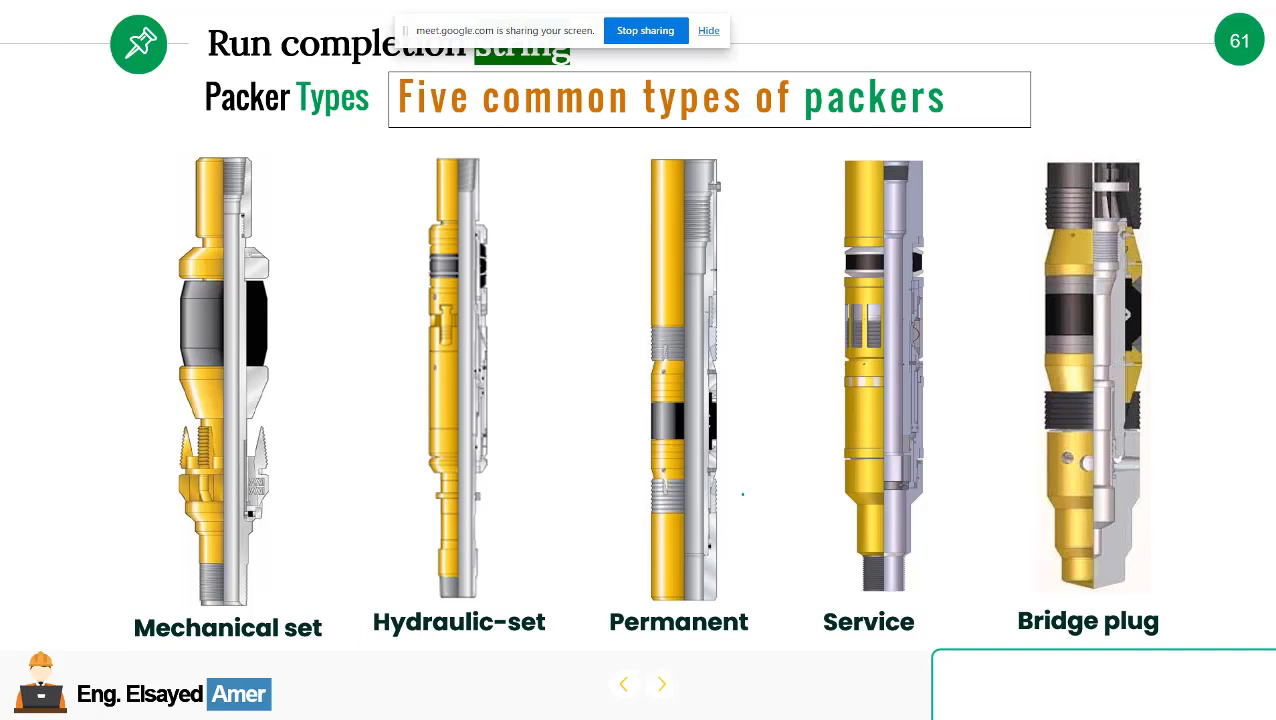 Run completion string
meet.google.com is sharing your screen.
Stop sharing
Hide
61
Packer Types
Five common types of packers
Mechanical set
Hydraulic-set
Permanent
Service
Bridge plug
Eng. Elsayed Amer